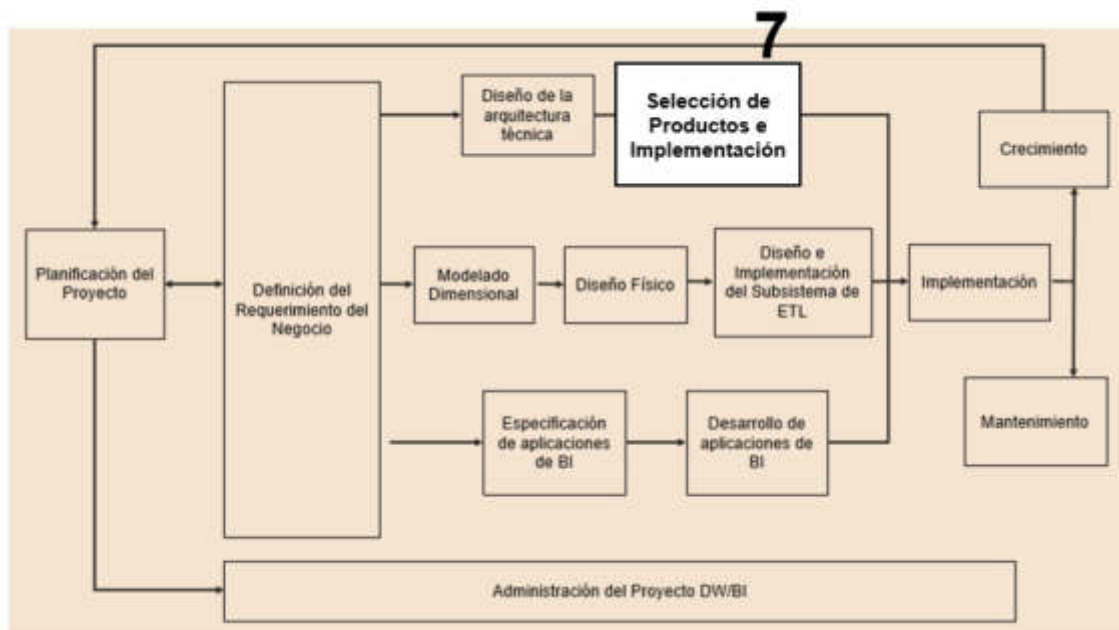 7
Diseño de la
arquitectura
técnica
Selección de
Productos e
Implementación
Crecimiento
Planificación del
Proyecto
Definición del
Requerimiento del
Negocio
Modelado
Dimensional
Diseño Físico
Diseño e
Implementación
del Subsistema de
ETL
Implementación
Especificación
de aplicaciones
de BI
Desarrollo de
aplicaciones de
BI
Mantenimiento
Administración del Proyecto DW/BI